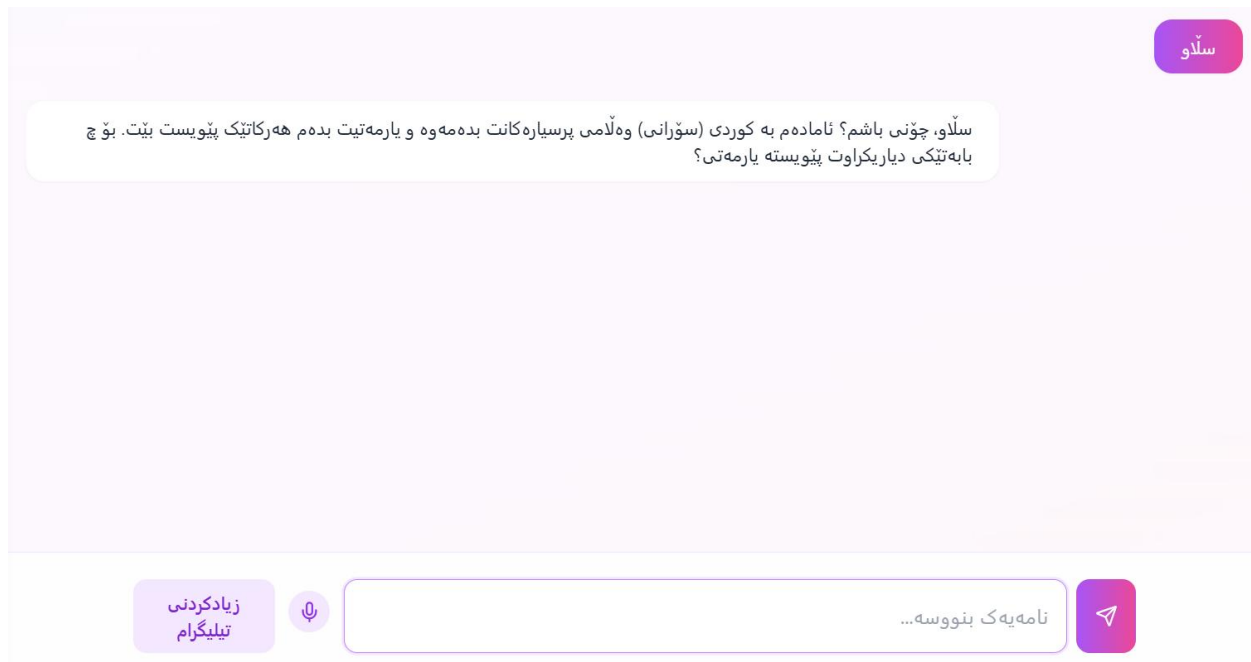 سڵاو
سڵاو، چۆنی باشم؟ ئامادەم بە کوردی (سۆرانی) وەڵامی پرسیارەکانت بدەمەوە و یارمەتیت بدەم هەرکاتێک پێویست بێت. بۆ چ
بابەتێکی دیاریکراوت پێویستە یارمەتی؟
نامەیەک بنووسە...
زیادکردنی
تیلیگرام